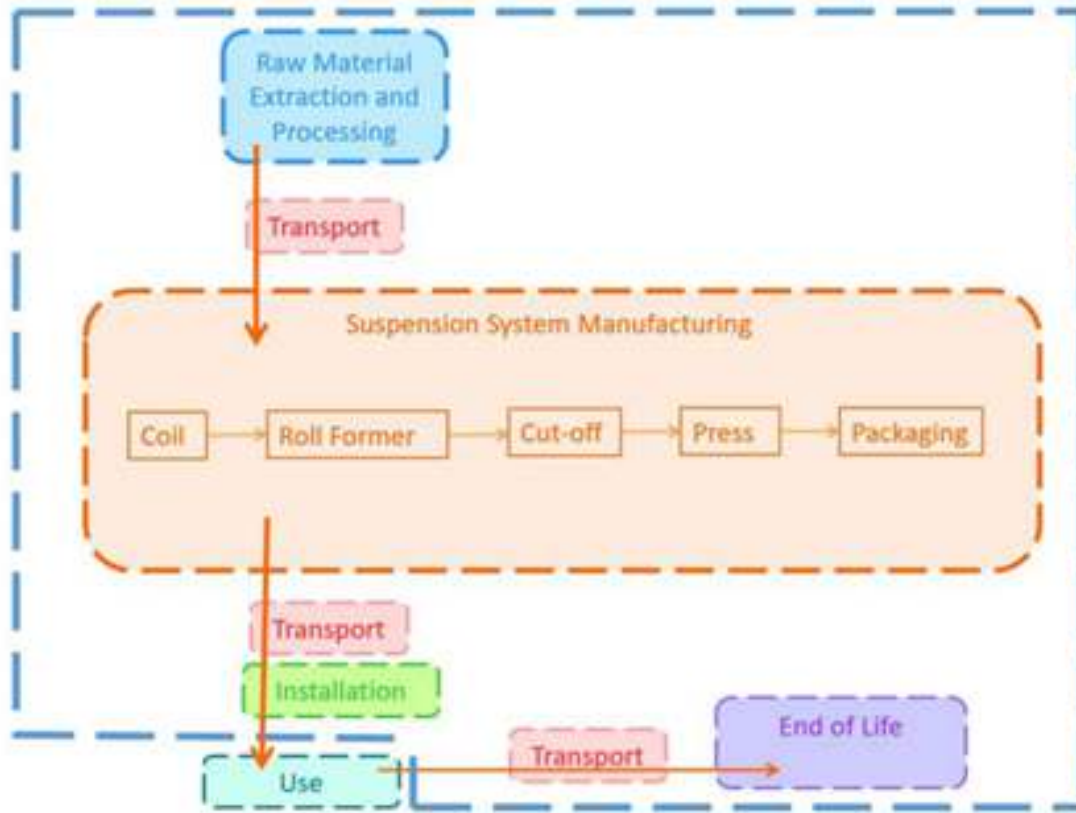 Raw Material
Extraction and
Processing
Transport
Suspension System Manufacturing
Coil
Roll Former
Cut-off
Press
Packaging
Transport
Installation
Use
Transport
End of Life